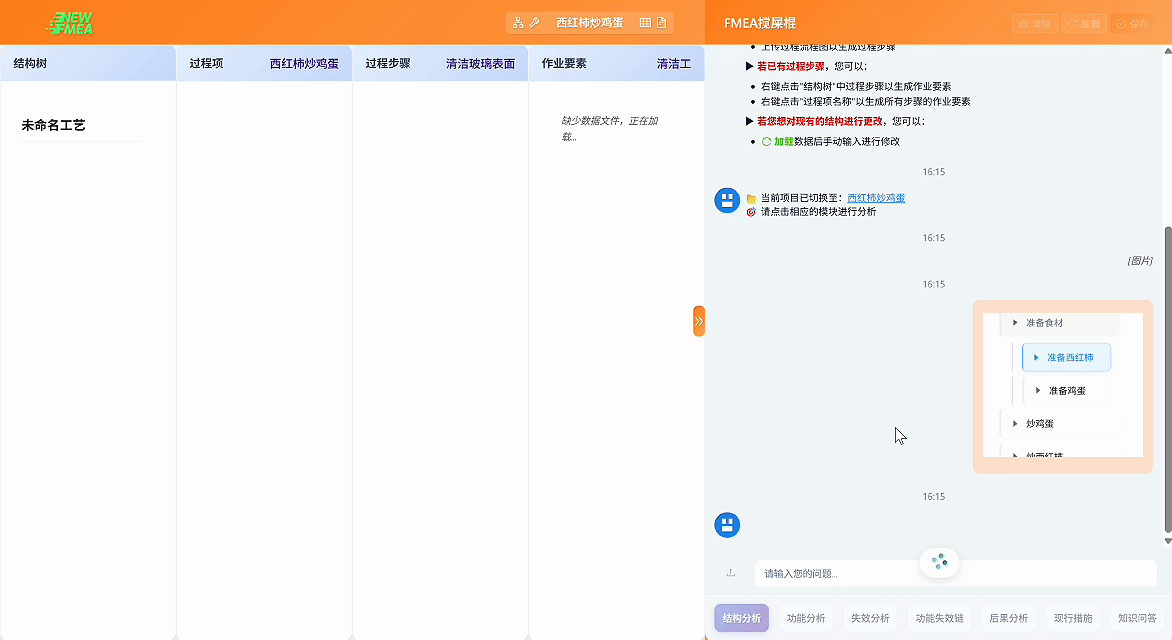 NEW
FMEA
西红柿炒鸡蛋
FMEA搅屎棍
清除
加载
保存
结构树
过程项
西红柿炒鸡蛋
过程步骤
清洁玻璃表面
作业要素
清洁工
未命名工艺
缺少数据文件，正在加
载...
上传过程流程图以生成过程步骤
▶ 若已有过程步骤，您可以：
右键点击"结构树"中过程步骤以生成作业要素
右键点击"过程项名称"以生成所有步骤的作业要素
▶ 若您想对现有的结构进行更改，您可以：
加载数据后手动输入进行修改
16:15
当前项目已切换至：西红柿炒鸡蛋
请点击相应的模块进行分析
16:15
[图片]
16:15
准备食材
准备西红柿
准备鸡蛋
炒鸡蛋
炒西红柿
16:15
请输入您的问题...
结构分析
功能分析
失效分析
功能失效链
后果分析
现行措施
知识问答